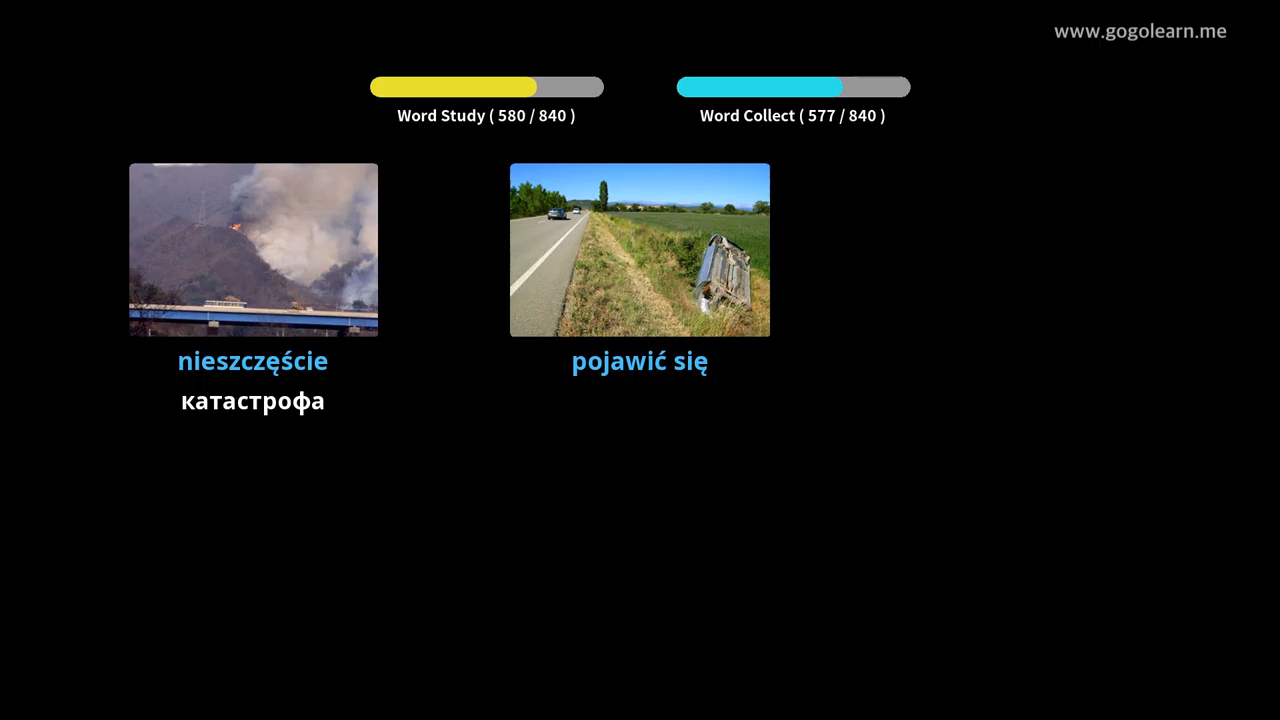 www.gogolearn.me
Word Study ( 580 / 840 )
Word Collect ( 577 / 840 )
nieszczęście
pojawić się
катастрофа